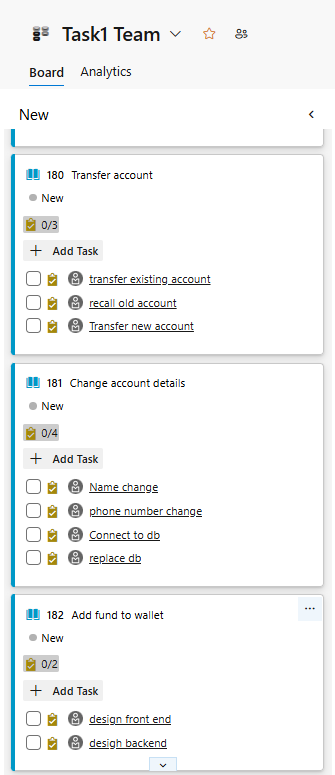 Task1 Team
Board Analytics
New
180 Transfer account
New
0/3
+ Add Task
transfer existing account
recall old account
Transfer new account
181 Change account details
New
0/4
+ Add Task
Name change
phone number change
Connect to db
replace db
182 Add fund to wallet
New
0/2
+ Add Task
design front end
desigh backend